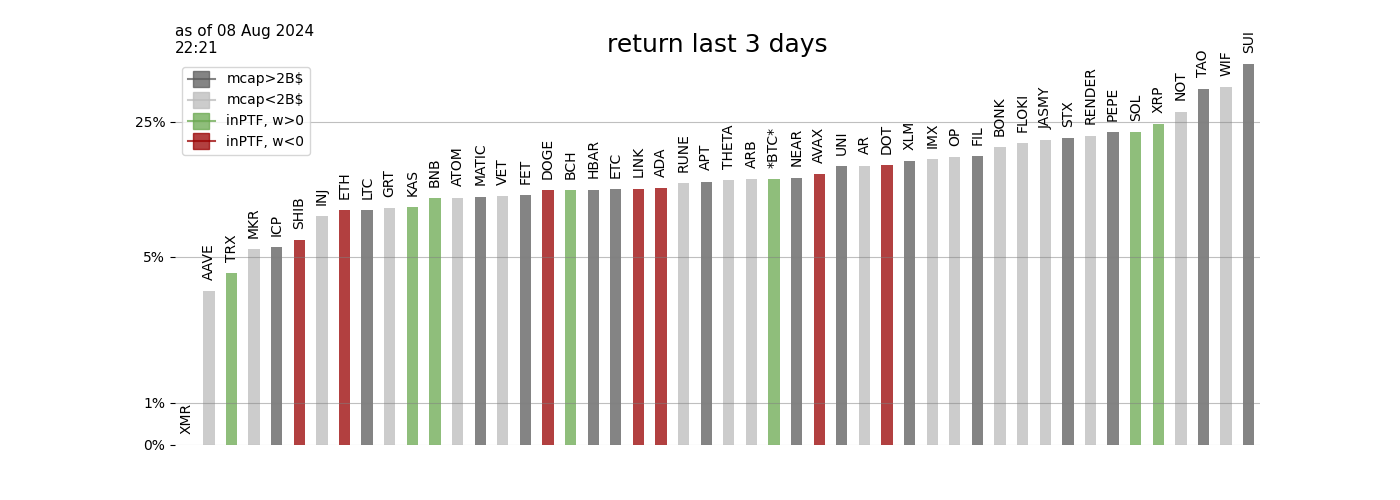 as of 08 Aug 2024
22:21
return last 3 days
mcap>2B$
mcap<2B$
inPTF, w>0
inPTF, w<0
25%
5%
1%
0%
XMR
AAVE
TRX
MKR
ICP
SHIB
INJ
ETH
LTC
GRT
KAS
BNB
ATOM
MATIC
VET
FET
DOGE
BCH
HBAR
ETC
LINK
ADA
RUNE
APT
THETA
ARB
*BTC*
NEAR
AVAX
UNI
AR
DOT
XLM
IMX
OP
FIL
BONK
FLOKI
JASMY
STX
RENDER
PEPE
SOL
XRP
NOT
TAO
WIF
SUI